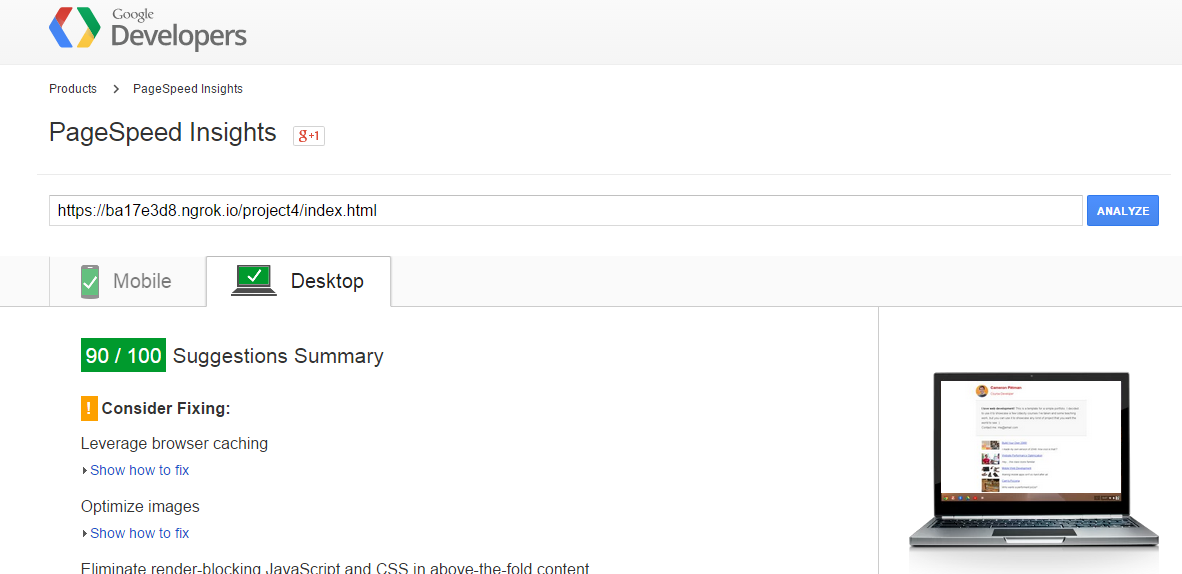 Google
Developers
Products > PageSpeed Insights
PageSpeed Insights
g+1
https://ba17e3d8.ngrok.io/project4/index.html
ANALYZE
Mobile
Desktop
90 / 100 Suggestions Summary
! Consider Fixing:
Leverage browser caching
Show how to fix
Optimize images
Show how to fix
Eliminate render-blocking JavaScript and CSS in above-the-fold content
Cameron Pittman